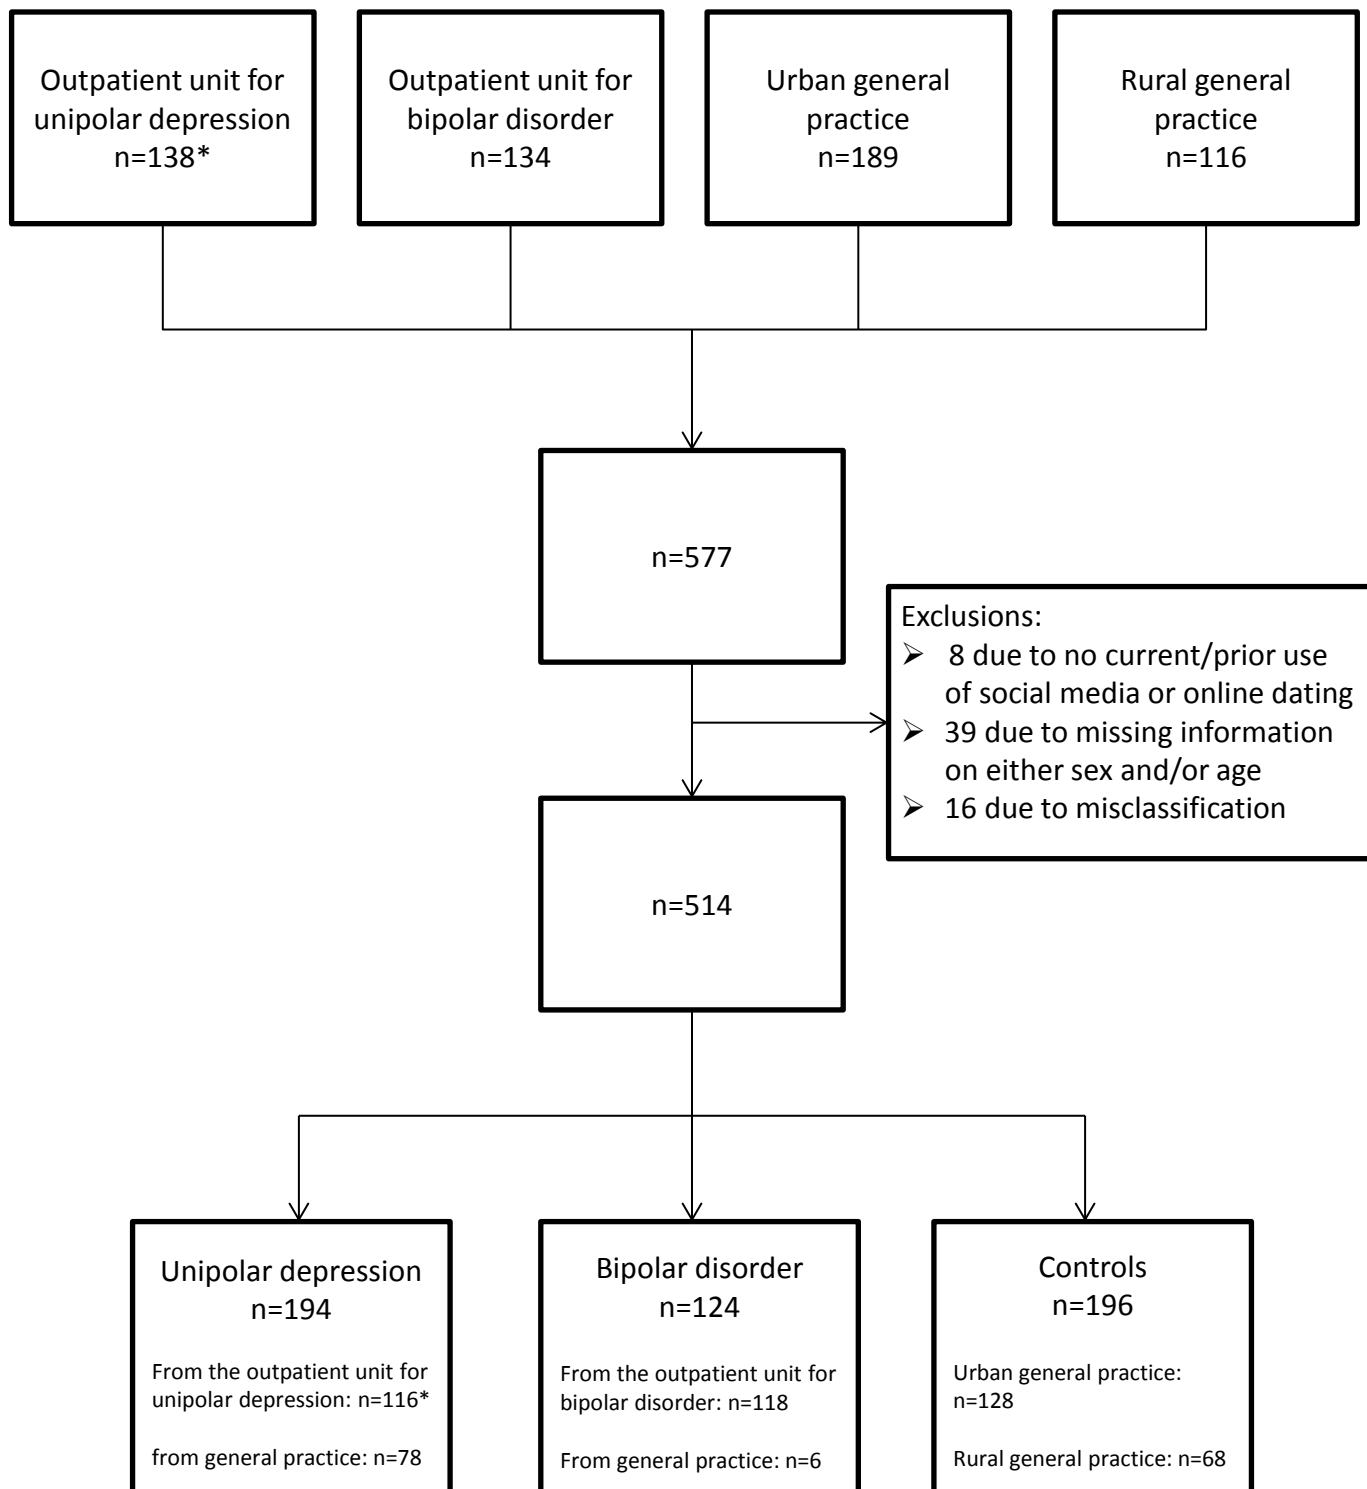 Outpatient unit for
unipolar depression
n=138*
Outpatient unit for
bipolar disorder
n=134
Urban general
practice
n=189
Rural general
practice
n=116
n=577
Exclusions:
➢ 8 due to no current/prior use
of social media or online dating
➢ 39 due to missing information
on either sex and/or age
➢ 16 due to misclassification
n=514
Unipolar depression
n=194
From the outpatient unit for
unipolar depression: n=116*
from general practice: n=78
Bipolar disorder
n=124
From the outpatient unit for
bipolar disorder: n=118
From general practice: n=6
Controls
n=196
Urban general practice:
n=128
Rural general practice: n=68